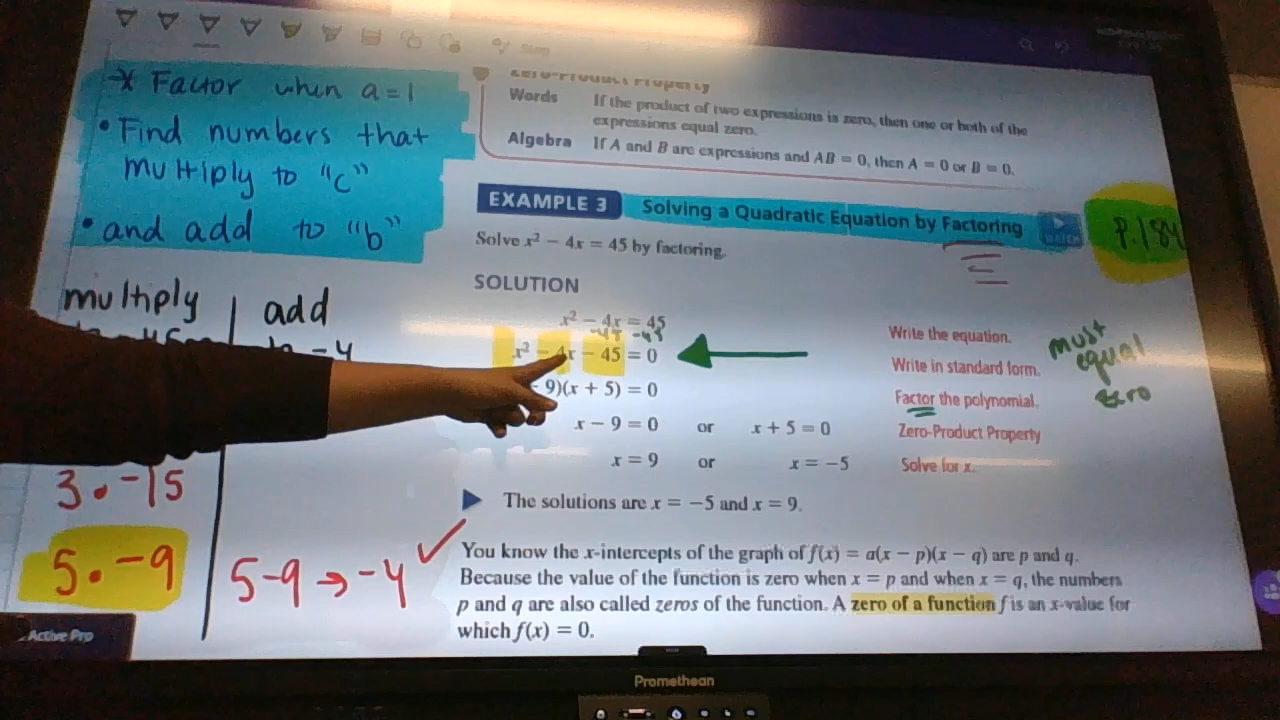 * Factor when a=1
• Find numbers that
multiply to "c"
• and add to "b"
multiply
add
-4
3 • -15
5 • -9
5-9 → -4 ✓
Active Pro
Zero-Product Property
Words If the product of two expressions is zero, then one or both of the
expressions equal zero.
Algebra If A and B are expressions and AB = 0, then A = 0 or B = 0.
EXAMPLE 3 Solving a Quadratic Equation by Factoring
WATCH
P.184
Solve x² − 4x = 45 by factoring.
SOLUTION
x² − 4x = 45 Write the equation.
-45 -45
x² − 4x − 45 = 0 Write in standard form.
must
equal
zero
9)(x + 5) = 0 Factor the polynomial.
x − 9 = 0 or x + 5 = 0 Zero-Product Property
x = 9 or x = −5 Solve for x.
The solutions are x = −5 and x = 9.
You know the x-intercepts of the graph of f(x) = a(x − p)(x − q) are p and q.
Because the value of the function is zero when x = p and when x = q, the numbers
p and q are also called zeros of the function. A zero of a function f is an x-value for
which f(x) = 0.
Promethean